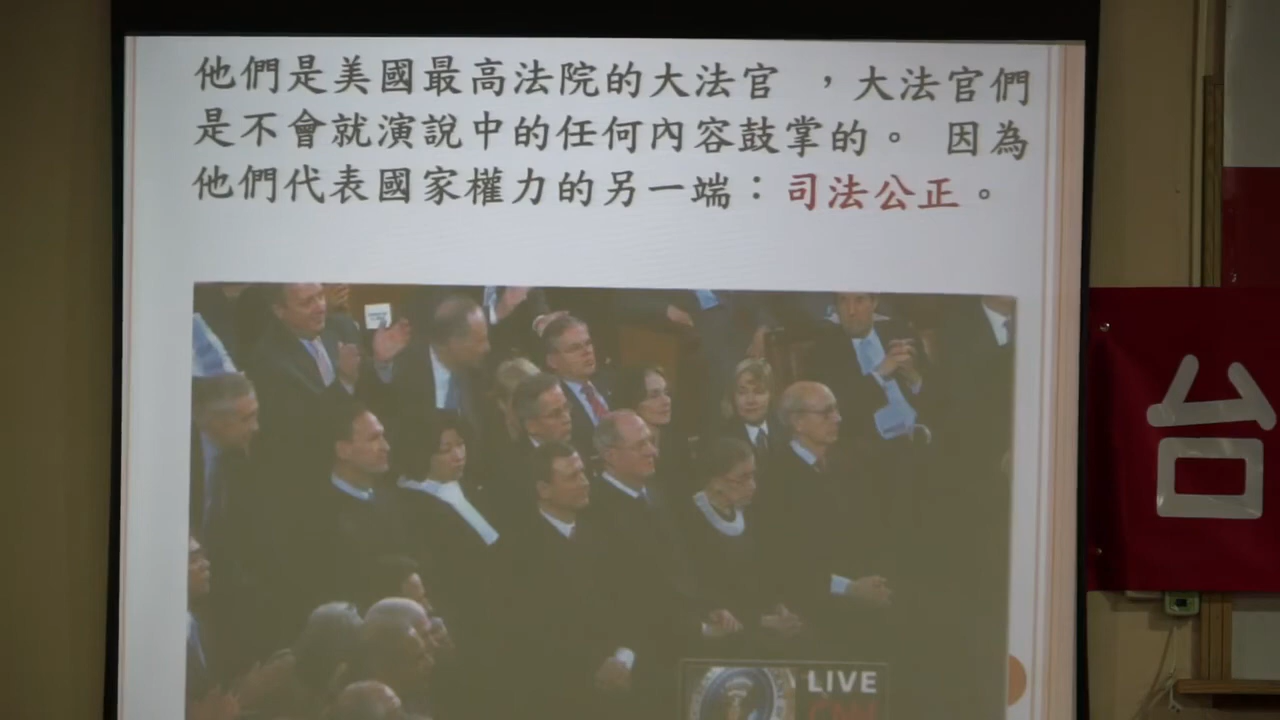 他們是美國最高法院的大法官 ，大法官們
是不會就演說中的任何內容鼓掌的。 因為
他們代表國家權力的另一端：司法公正。
LIVE
CNN
台